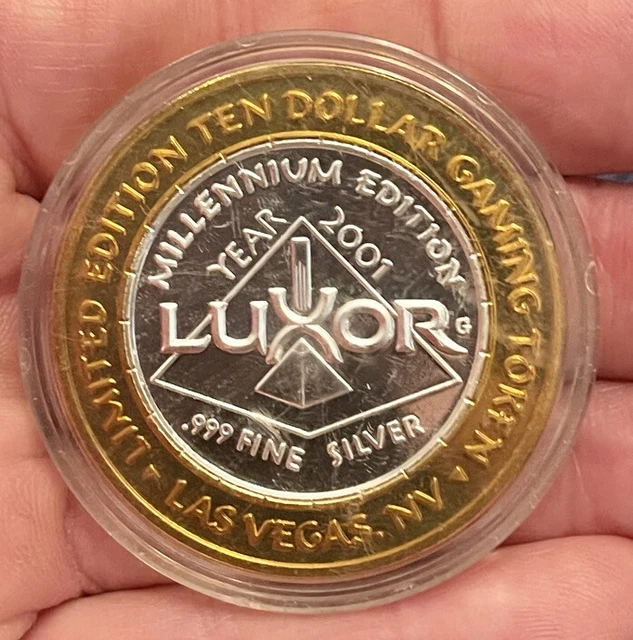 LIMITED EDITION TEN DOLLAR GAMING TOKEN
MILLENNIUM EDITION
YEAR 2001
LUXOR
G
.999 FINE SILVER
LAS VEGAS, NV